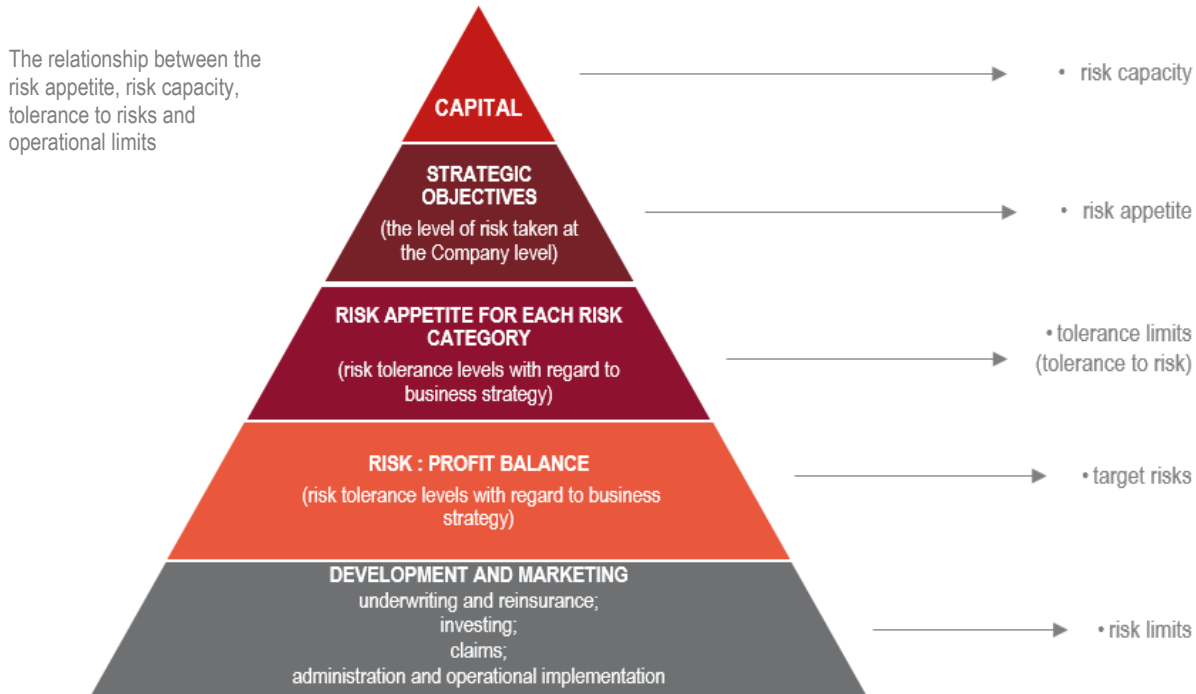 The relationship between the
risk appetite, risk capacity,
tolerance to risks and
operational limits
CAPITAL
• risk capacity
STRATEGIC
OBJECTIVES
(the level of risk taken at
the Company level)
• risk appetite
RISK APPETITE FOR EACH RISK
CATEGORY
(risk tolerance levels with regard to
business strategy)
• tolerance limits
(tolerance to risk)
RISK : PROFIT BALANCE
(risk tolerance levels with regard to business
strategy)
• target risks
DEVELOPMENT AND MARKETING
underwriting and reinsurance;
investing;
claims;
administration and operational implementation
• risk limits